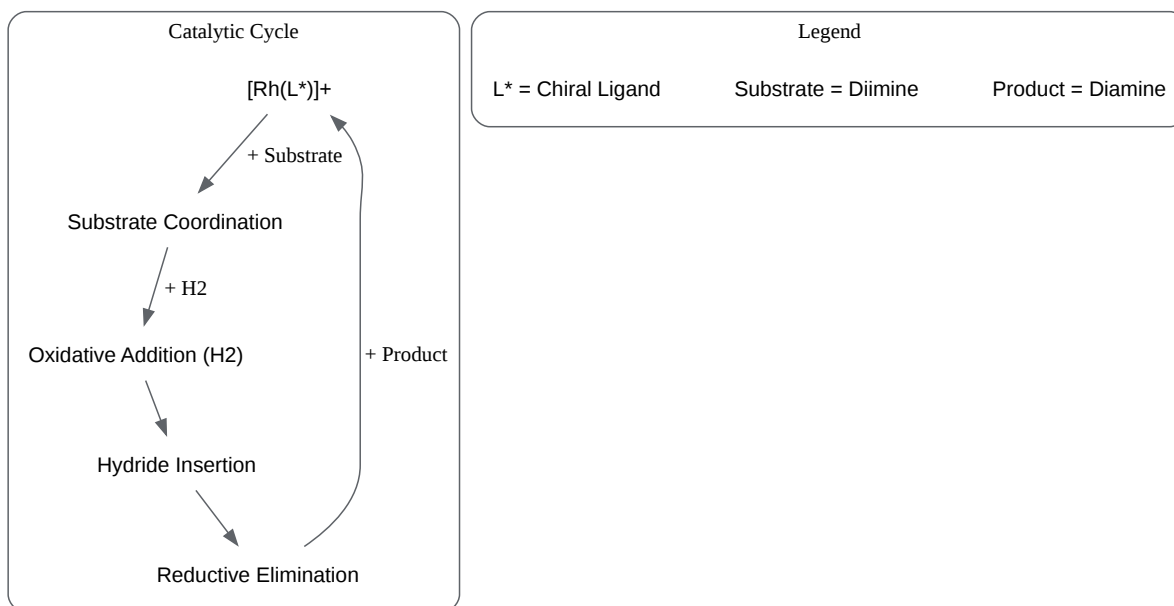 Catalytic Cycle
[Rh(L*)]+
+ Substrate
Substrate Coordination
+ H2
Oxidative Addition (H2)
+ Product
Hydride Insertion
Reductive Elimination
Legend
L* = Chiral Ligand
Substrate = Diimine
Product = Diamine